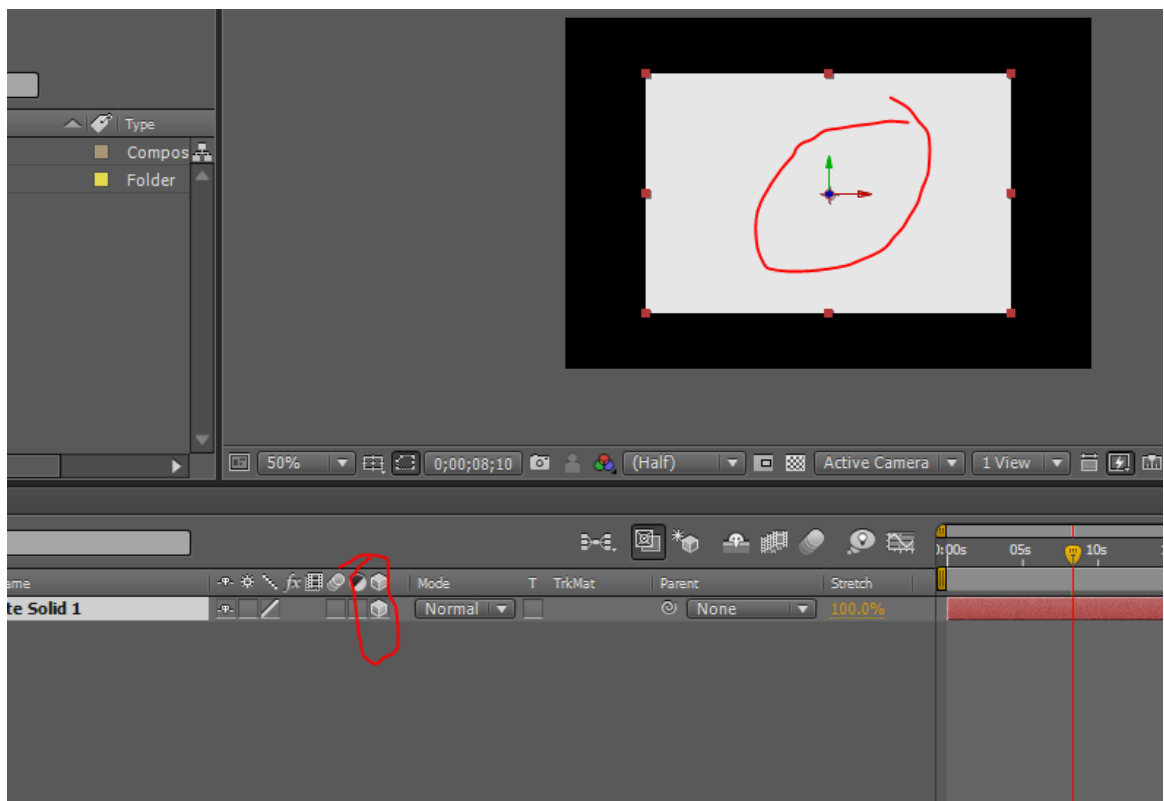 Type
Compos
Folder
50%
0;00;08;10
(Half)
Active Camera
1 View
ame
fx
Mode
T TrkMat
Parent
Stretch
):00s
05s
10s
te Solid 1
Normal
None
100.0%